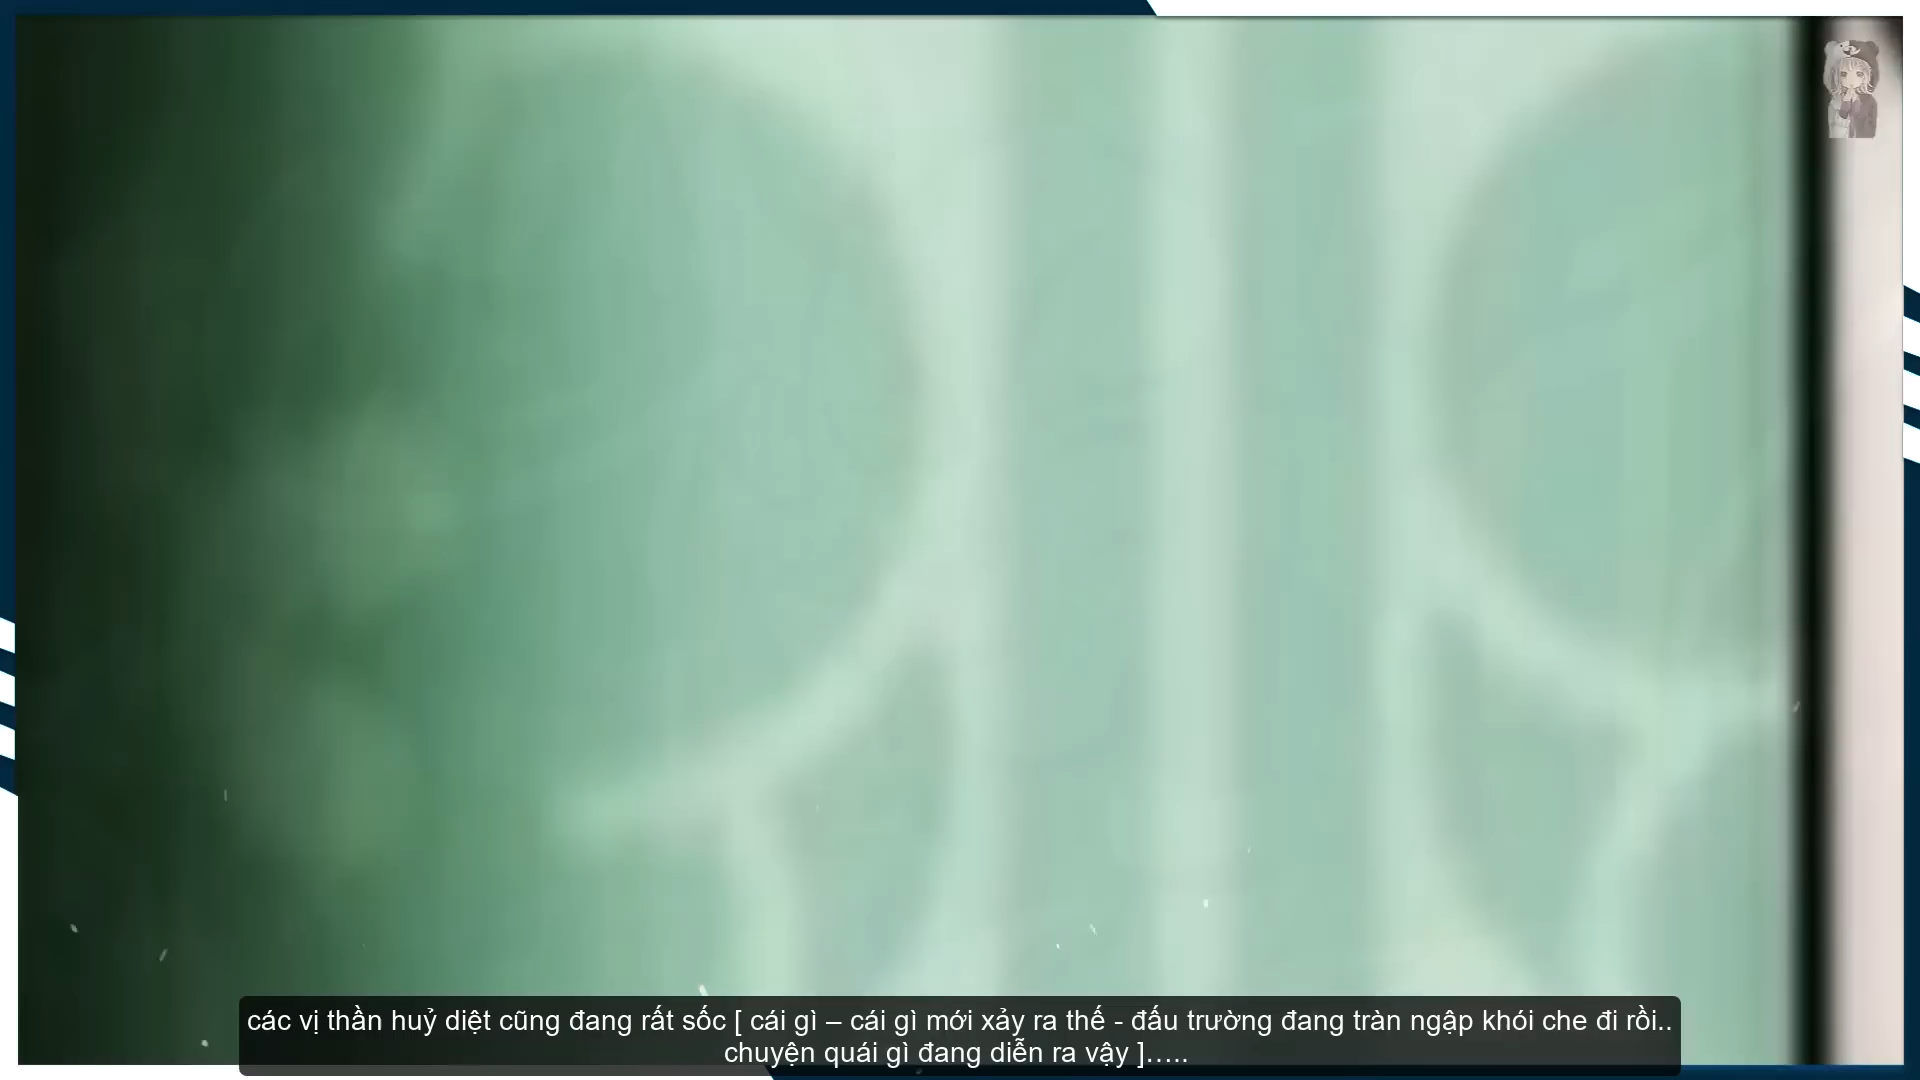 các vị thần huỷ diệt cũng đang rất sốc [ cái gì – cái gì mới xảy ra thế - đấu trường đang tràn ngập khói che đi rồi..
chuyện quái gì đang diễn ra vậy ]…..